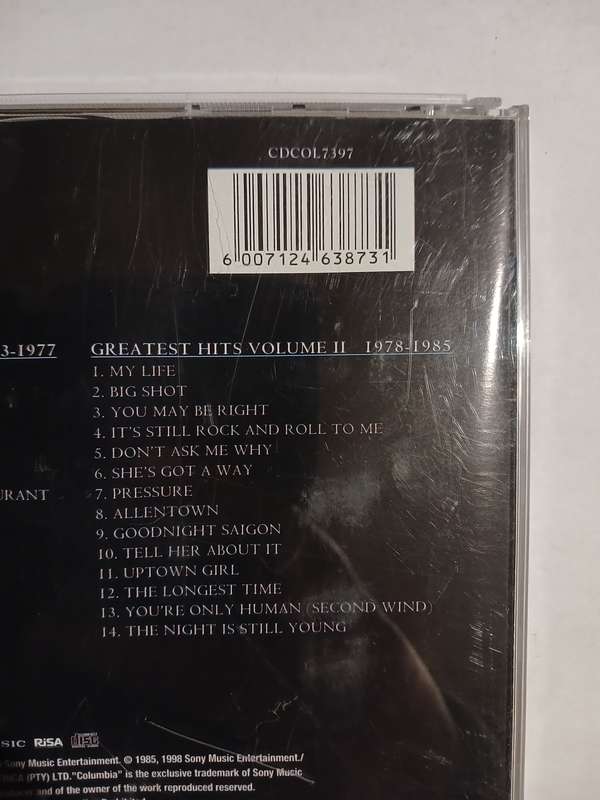 CDCOL7397
6 007124 638731
3-1977 GREATEST HITS VOLUME II 1978-1985
1. MY LIFE
2. BIG SHOT
3. YOU MAY BE RIGHT
4. IT'S STILL ROCK AND ROLL TO ME
5. DON'T ASK ME WHY
6. SHE'S GOT A WAY
URANT 7. PRESSURE
8. ALLENTOWN
9. GOODNIGHT SAIGON
10. TELL HER ABOUT IT
11. UPTOWN GIRL
12. THE LONGEST TIME
13. YOU'RE ONLY HUMAN (SECOND WIND)
14. THE NIGHT IS STILL YOUNG
SIC RiSA COMPACT disc
Sony Music Entertainment. © 1985, 1998 Sony Music Entertainment./
RICA (PTY) LTD."Columbia" is the exclusive trademark of Sony Music
ducer and of the owner of the work reproduced reserved.